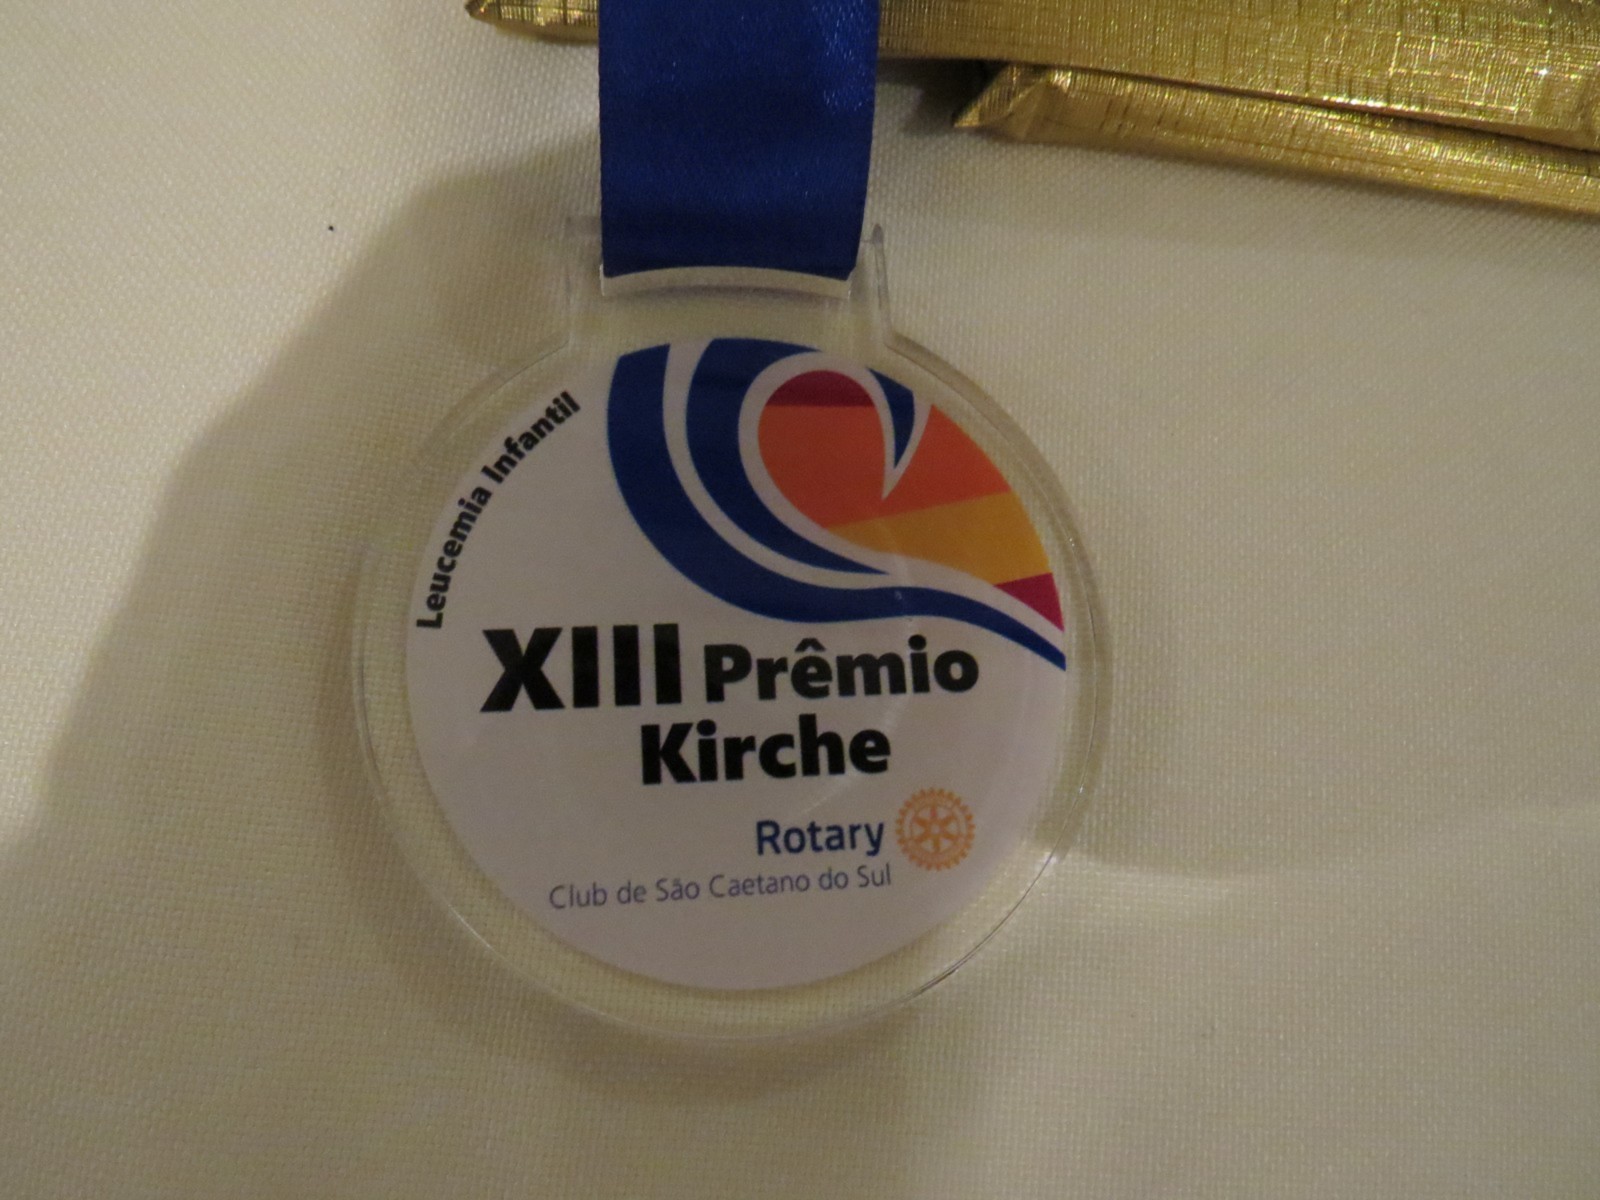 Leucemia Infantil
XIII Prêmio
Kirche
Rotary
Club de São Caetano do Sul